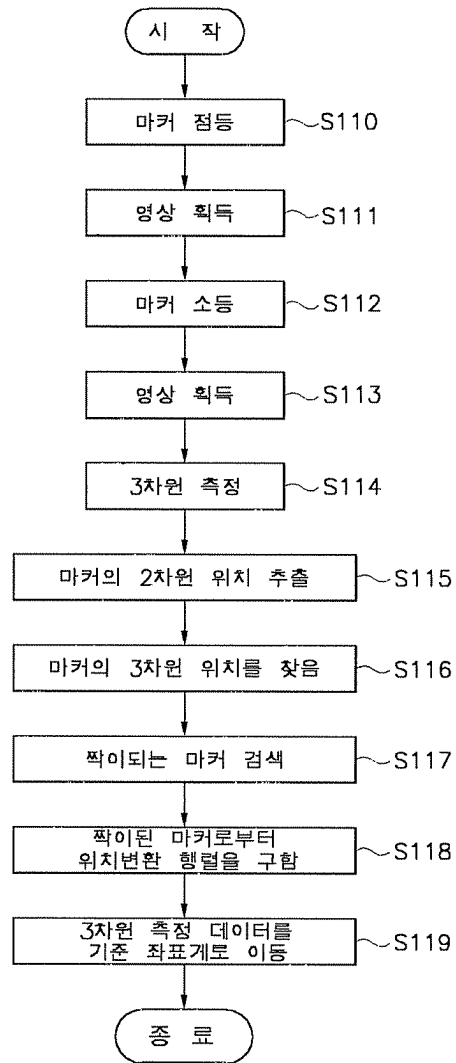 시 작
마커 점등
S110
영상 획득
S111
마커 소등
S112
영상 획득
S113
3차원 측정
S114
마커의 2차원 위치 추출
S115
마커의 3차원 위치를 찾음
S116
짝이되는 마커 검색
S117
짝이된 마커로부터
위치변환 행렬을 구함
S118
3차원 측정 데이터를
기준 좌표계로 이동
S119
종 료